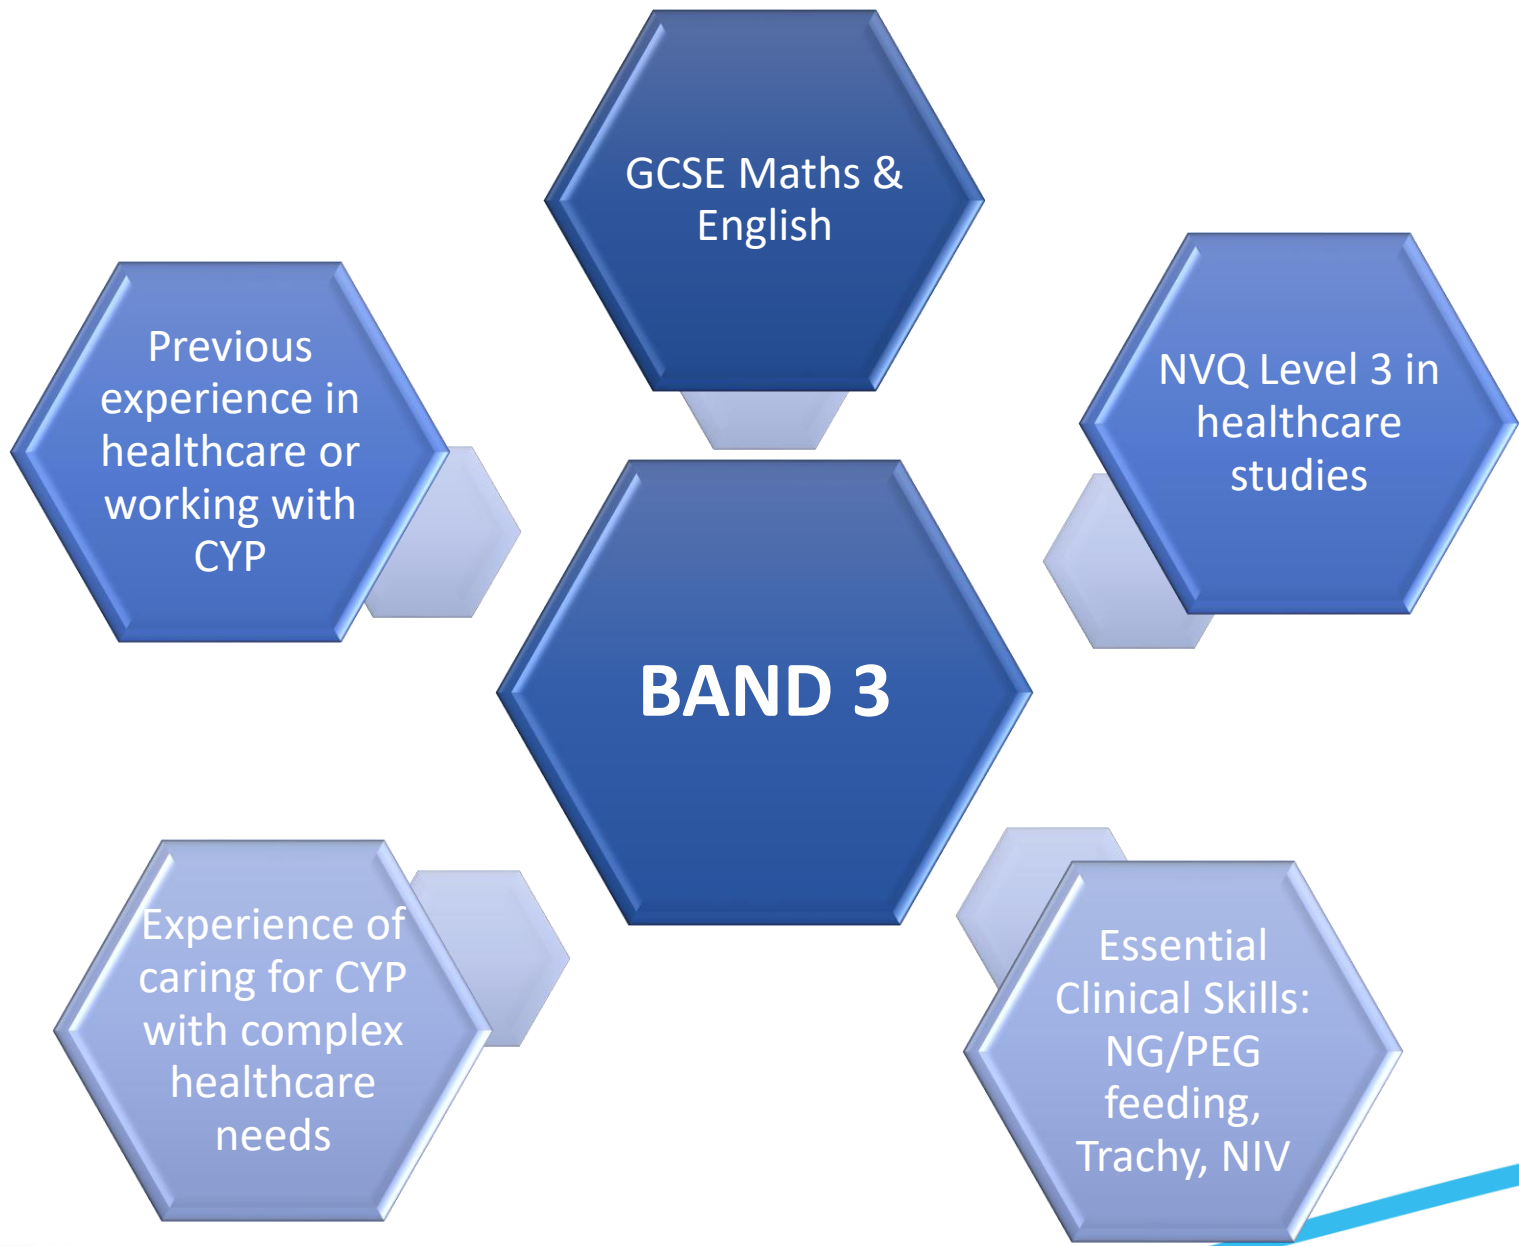 GCSE Maths &
English
Previous
experience in
healthcare or
working with
CYP
NVQ Level 3 in
healthcare
studies
BAND 3
Experience of
caring for CYP
with complex
healthcare
needs
Essential
Clinical Skills:
NG/PEG
feeding,
Trachy, NIV